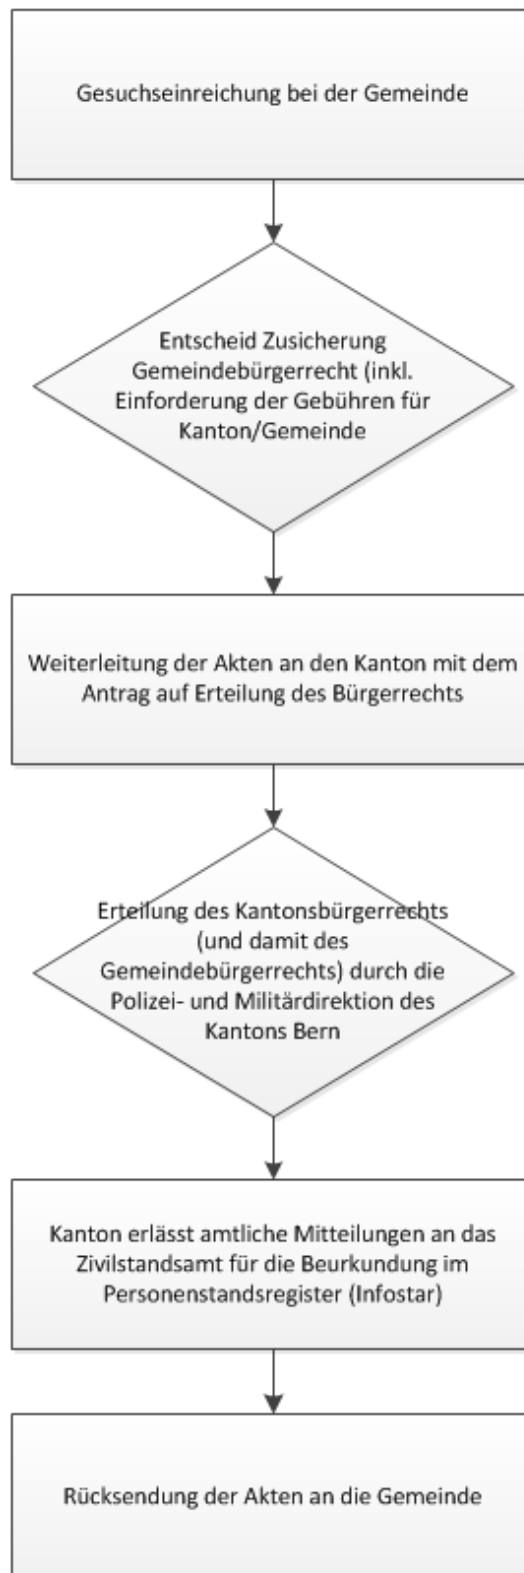 Gesuchseinreichung bei der Gemeinde
Entscheid Zusicherung
Gemeindebürgerrecht (inkl.
Einforderung der Gebühren für
Kanton/Gemeinde
Weiterleitung der Akten an den Kanton mit dem
Antrag auf Erteilung des Bürgerrechts
Erteilung des Kantonsbürgerrechts
(und damit des
Gemeindebürgerrechts) durch die
Polizei- und Militärdirektion des
Kantons Bern
Kanton erlässt amtliche Mitteilungen an das
Zivilstandsamt für die Beurkundung im
Personenstandsregister (Infostar)
Rücksendung der Akten an die Gemeinde